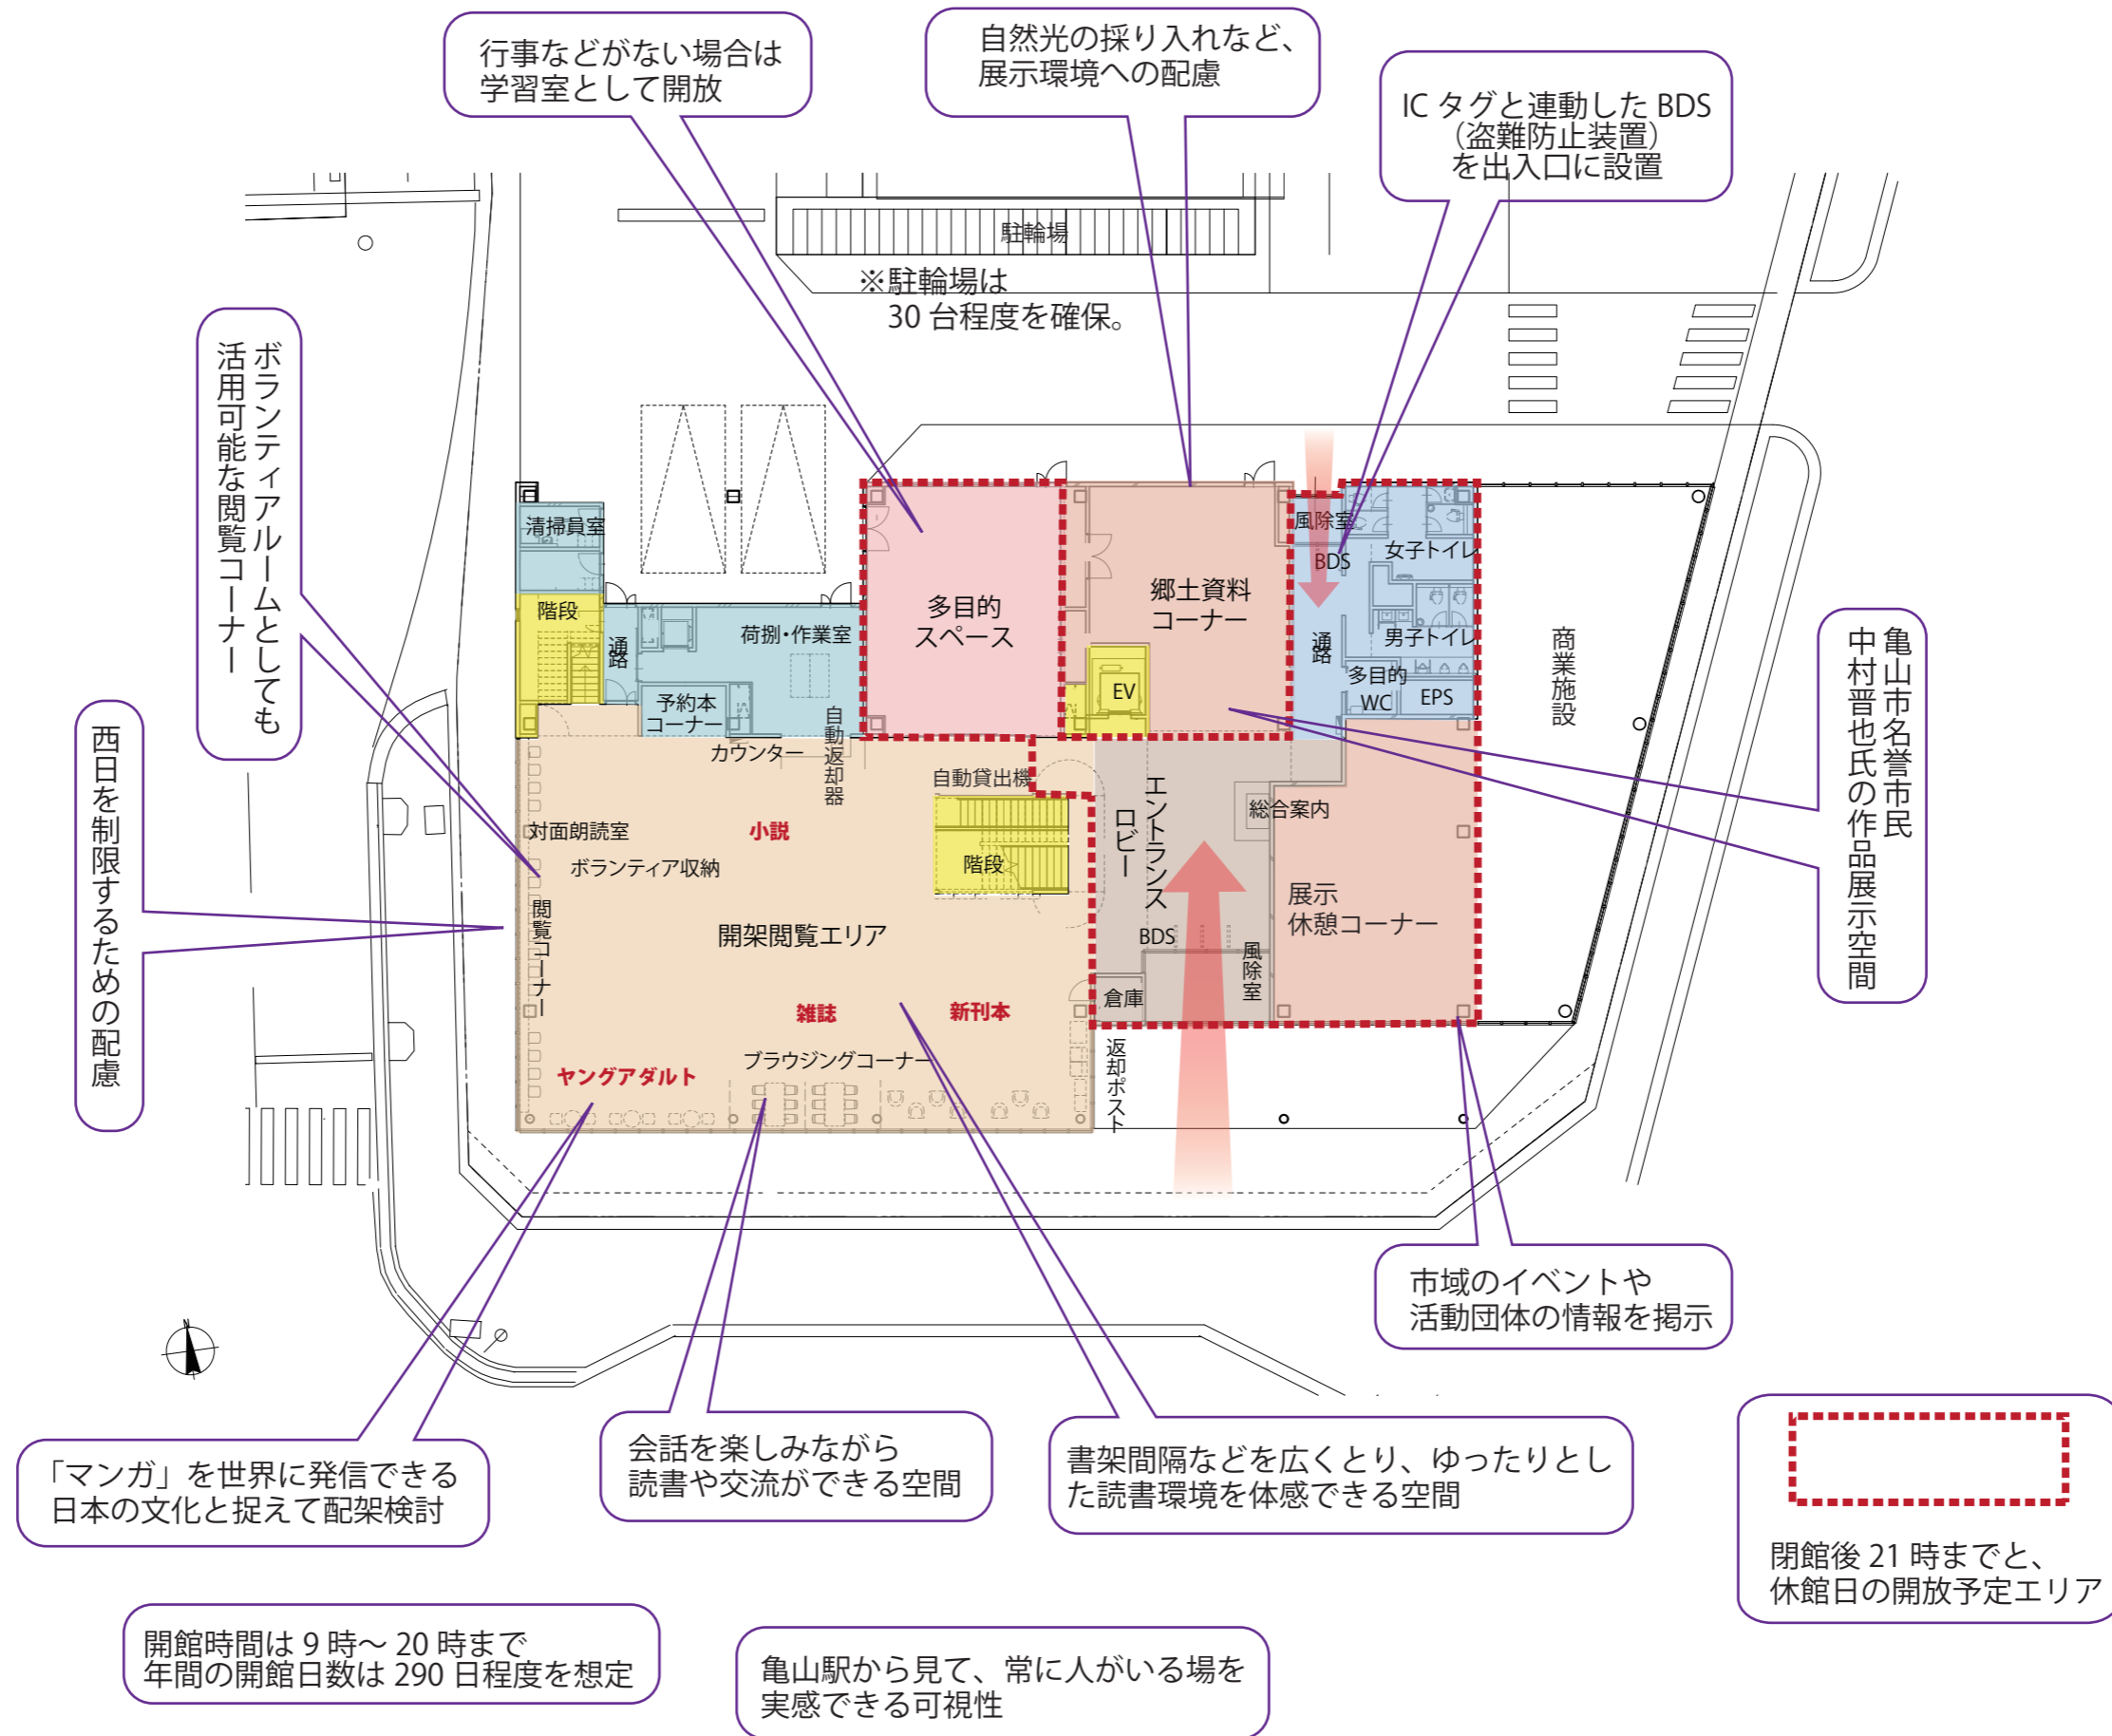 行事などがない場合は
学習室として開放
自然光の採り入れなど、
展示環境への配慮
IC タグと連動した BDS
（盗難防止装置）
を出入口に設置
駐輪場
※駐輪場は
30 台程度を確保。
ボランティアルームとしても
活用可能な閲覧コーナー
西日を制限するための配慮
清掃員室
階段
通路
荷捌・作業室
予約本
コーナー
カウンター
自動返却器
多目的
スペース
郷土資料
コーナー
EV
風除室
BDS
通路
女子トイレ
男子トイレ
多目的
WC
EPS
商業施設
亀山市名誉市民
中村晋也氏の作品展示空間
自動貸出機
階段
エントランス
ロビー
総合案内
対面朗読室
小説
ボランティア収納
閲覧コーナー
開架閲覧エリア
展示
休憩コーナー
BDS
風除室
倉庫
雑誌
新刊本
ヤングアダルト
ブラウジングコーナー
返却ポスト
市域のイベントや
活動団体の情報を掲示
N
「マンガ」を世界に発信できる
日本の文化と捉えて配架検討
会話を楽しみながら
読書や交流ができる空間
書架間隔などを広くとり、ゆったりとし
た読書環境を体感できる空間
閉館後 21 時までと、
休館日の開放予定エリア
開館時間は 9 時～ 20 時まで
年間の開館日数は 290 日程度を想定
亀山駅から見て、常に人がいる場を
実感できる可視性